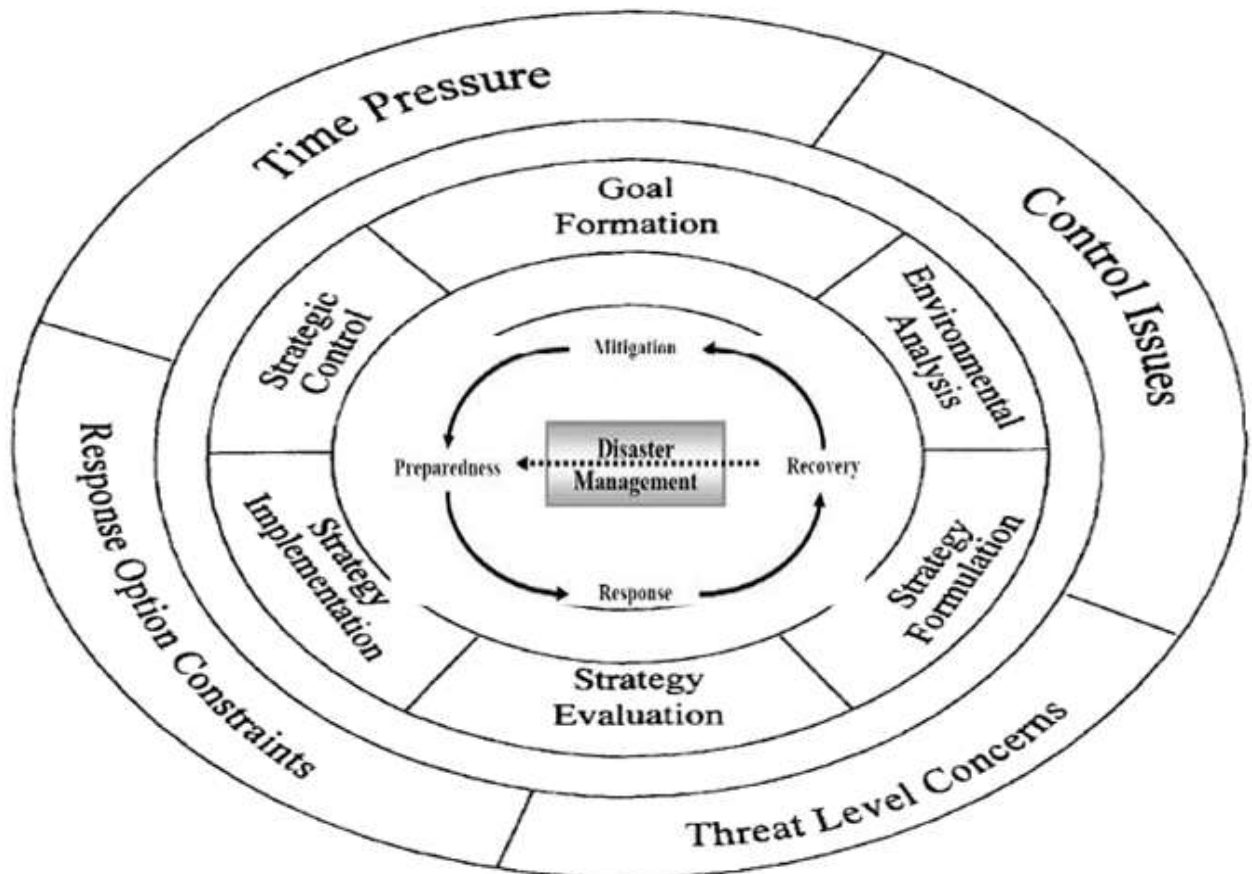 Time Pressure
Control Issues
Goal
Formation
Strategic
Control
Environmental
Analysis
Mitigation
Disaster
Management
Preparedness
Recovery
Response
Response Option Constraints
Strategy
Implementation
Strategy
Formulation
Strategy
Evaluation
Threat Level Concerns